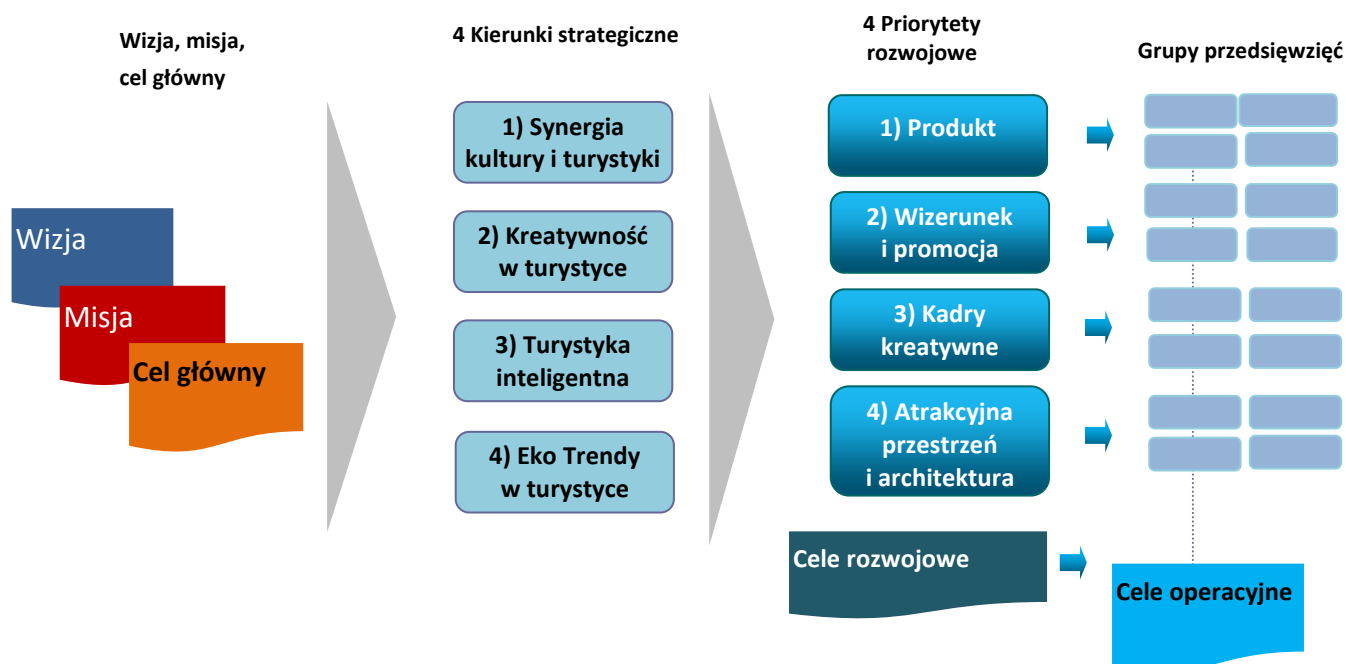 Wizja, misja,
cel główny
4 Kierunki strategiczne
4 Priorytety
rozwojowe
Grupy przedsięwzięć
Wizja
Misja
Cel główny
1) Synergia
kultury i turystyki
2) Kreatywność
w turystyce
3) Turystyka
inteligentna
4) Eko Trendy
w turystyce
1) Produkt
2) Wizerunek
i promocja
3) Kadry
kreatywne
4) Atrakcyjna
przestrzeń
i architektura
Cele rozwojowe
Cele operacyjne